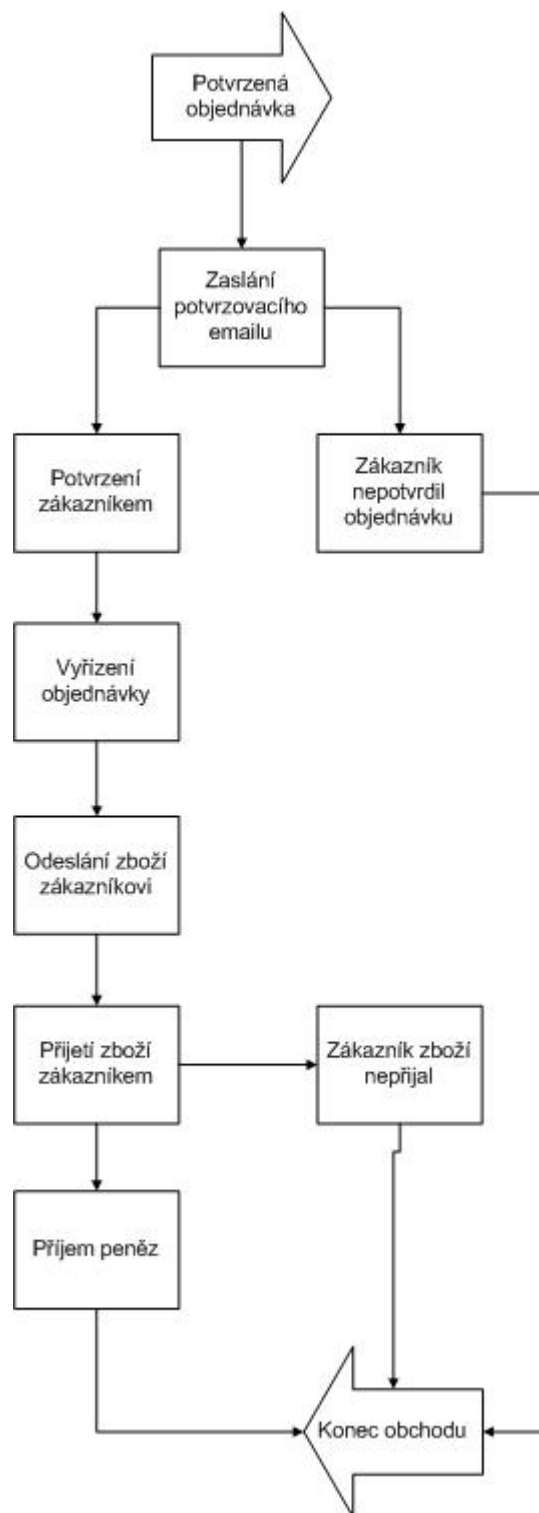 Potvrzená
objednávka
Zaslání
potvrzovacího
emailu
Potvrzení
zákazníkem
Zákazník
nepotvrdil
objednávku
Vyřízení
objednávky
Odeslání zboží
zákazníkovi
Přijetí zboží
zákazníkem
Zákazník zboží
nepřijal
Příjem peněz
Konec obchodu